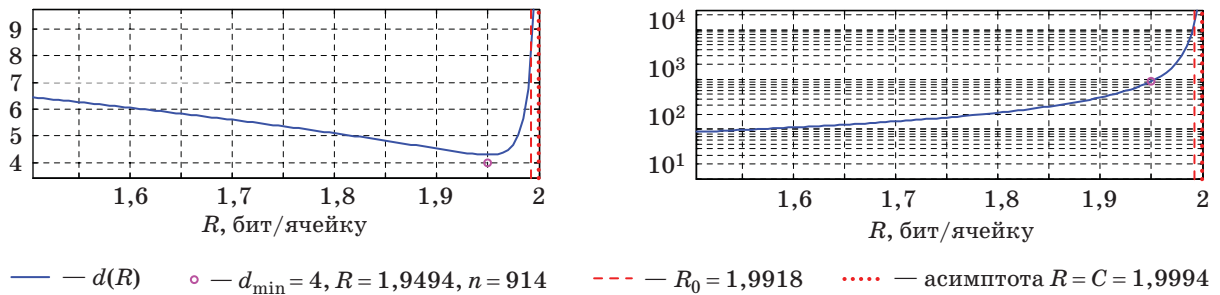 9
8
7
6
5
4
1,6 1,7 1,8 1,9 2
R, бит/ячейку
10⁴
10³
10²
10¹
1,6 1,7 1,8 1,9 2
R, бит/ячейку
— d(R) — d_min = 4, R = 1,9494, n = 914 — R₀ = 1,9918 — асимптота R = C = 1,9994